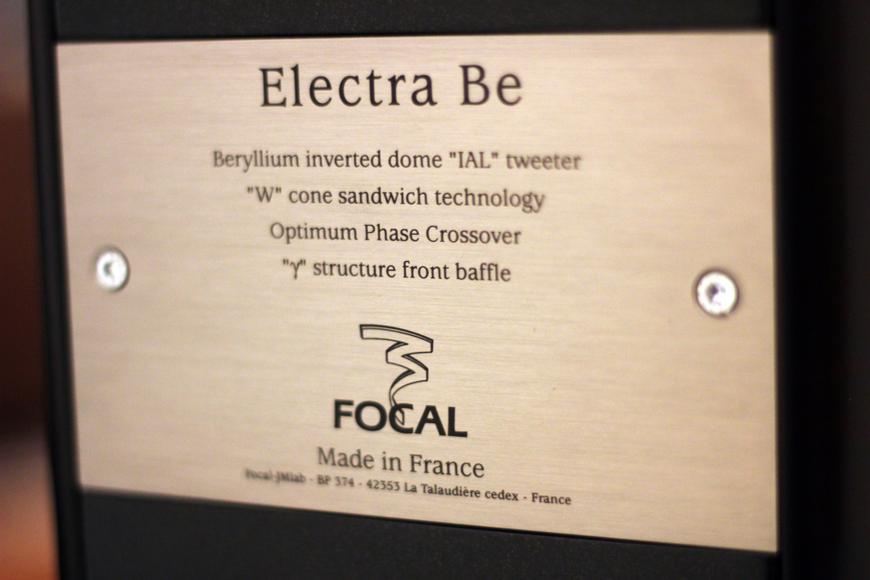 Electra Be
Beryllium inverted dome "IAL" tweeter
"W" cone sandwich technology
Optimum Phase Crossover
"γ" structure front baffle
FOCAL
Made in France
Focal-JMlab - BP 374 - 42353 La Talaudière cedex - France